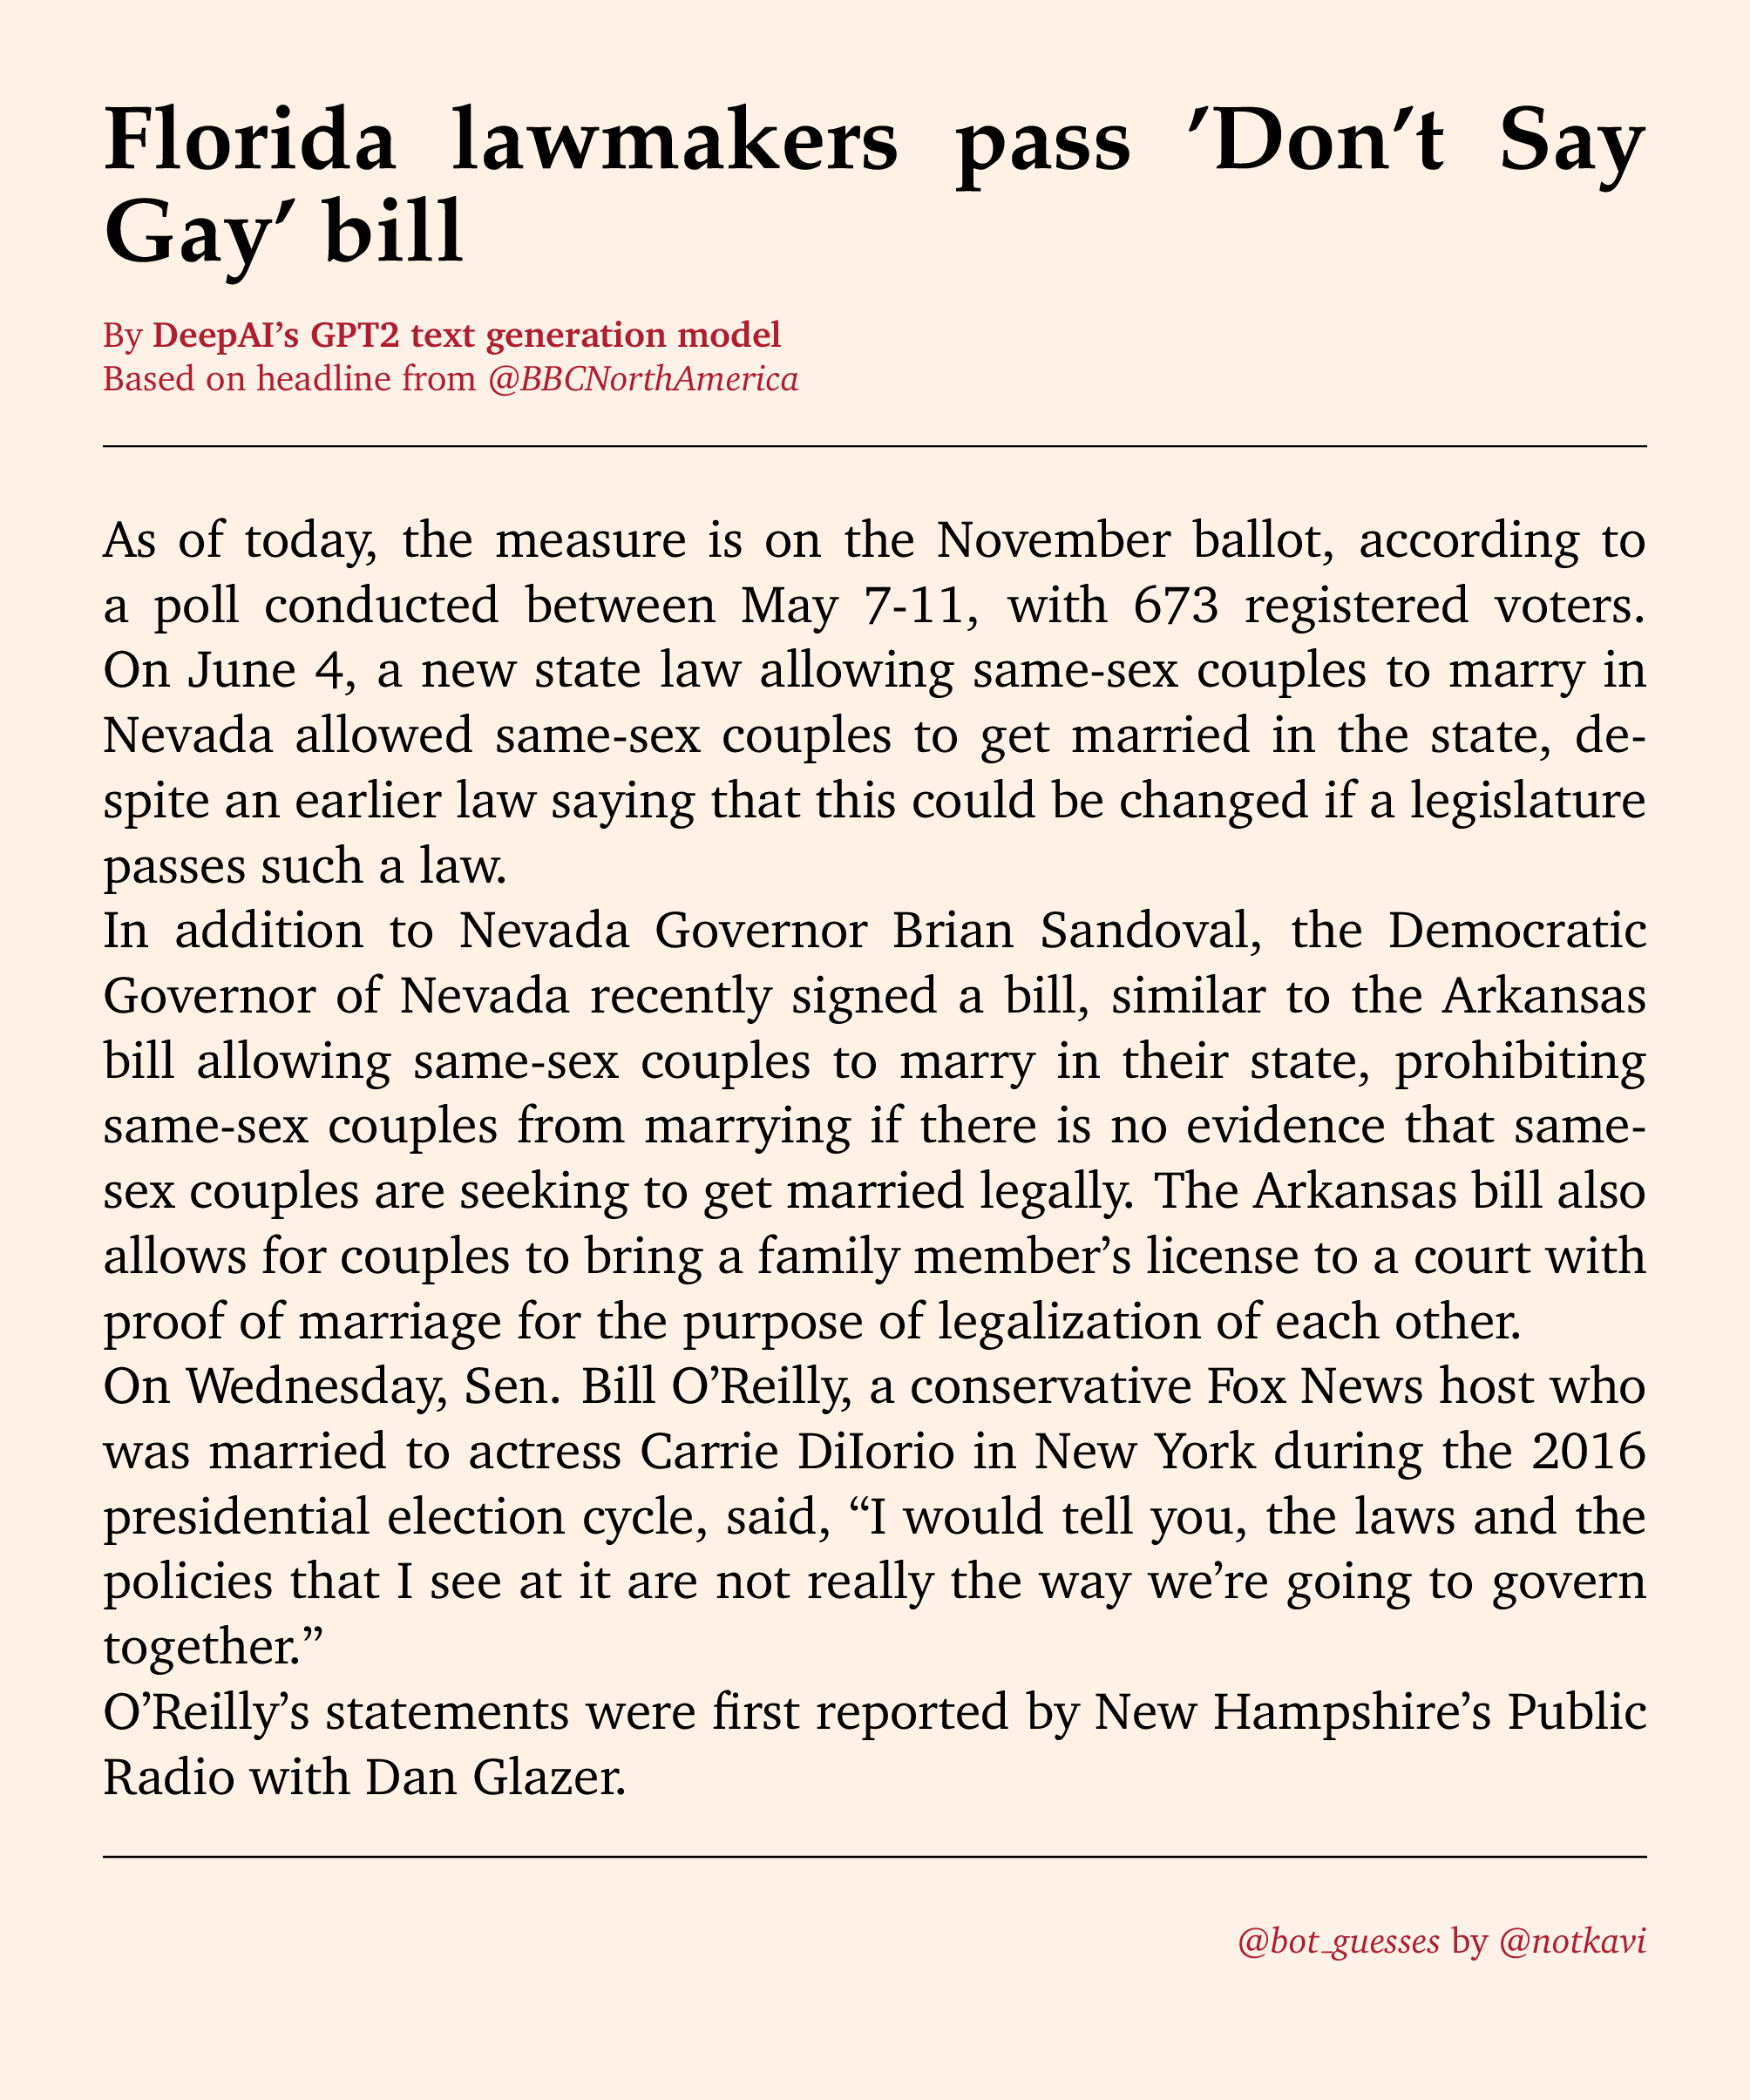 Florida lawmakers pass ’Don’t Say
Gay’ bill
By DeepAI’s GPT2 text generation model
Based on headline from @BBCNorthAmerica
As of today, the measure is on the November ballot, according to
a poll conducted between May 7-11, with 673 registered voters.
On June 4, a new state law allowing same-sex couples to marry in
Nevada allowed same-sex couples to get married in the state, de-
spite an earlier law saying that this could be changed if a legislature
passes such a law.
In addition to Nevada Governor Brian Sandoval, the Democratic
Governor of Nevada recently signed a bill, similar to the Arkansas
bill allowing same-sex couples to marry in their state, prohibiting
same-sex couples from marrying if there is no evidence that same-
sex couples are seeking to get married legally. The Arkansas bill also
allows for couples to bring a family member’s license to a court with
proof of marriage for the purpose of legalization of each other.
On Wednesday, Sen. Bill O’Reilly, a conservative Fox News host who
was married to actress Carrie DiIorio in New York during the 2016
presidential election cycle, said, “I would tell you, the laws and the
policies that I see at it are not really the way we’re going to govern
together.”
O’Reilly’s statements were first reported by New Hampshire’s Public
Radio with Dan Glazer.
@bot_guesses by @notkavi